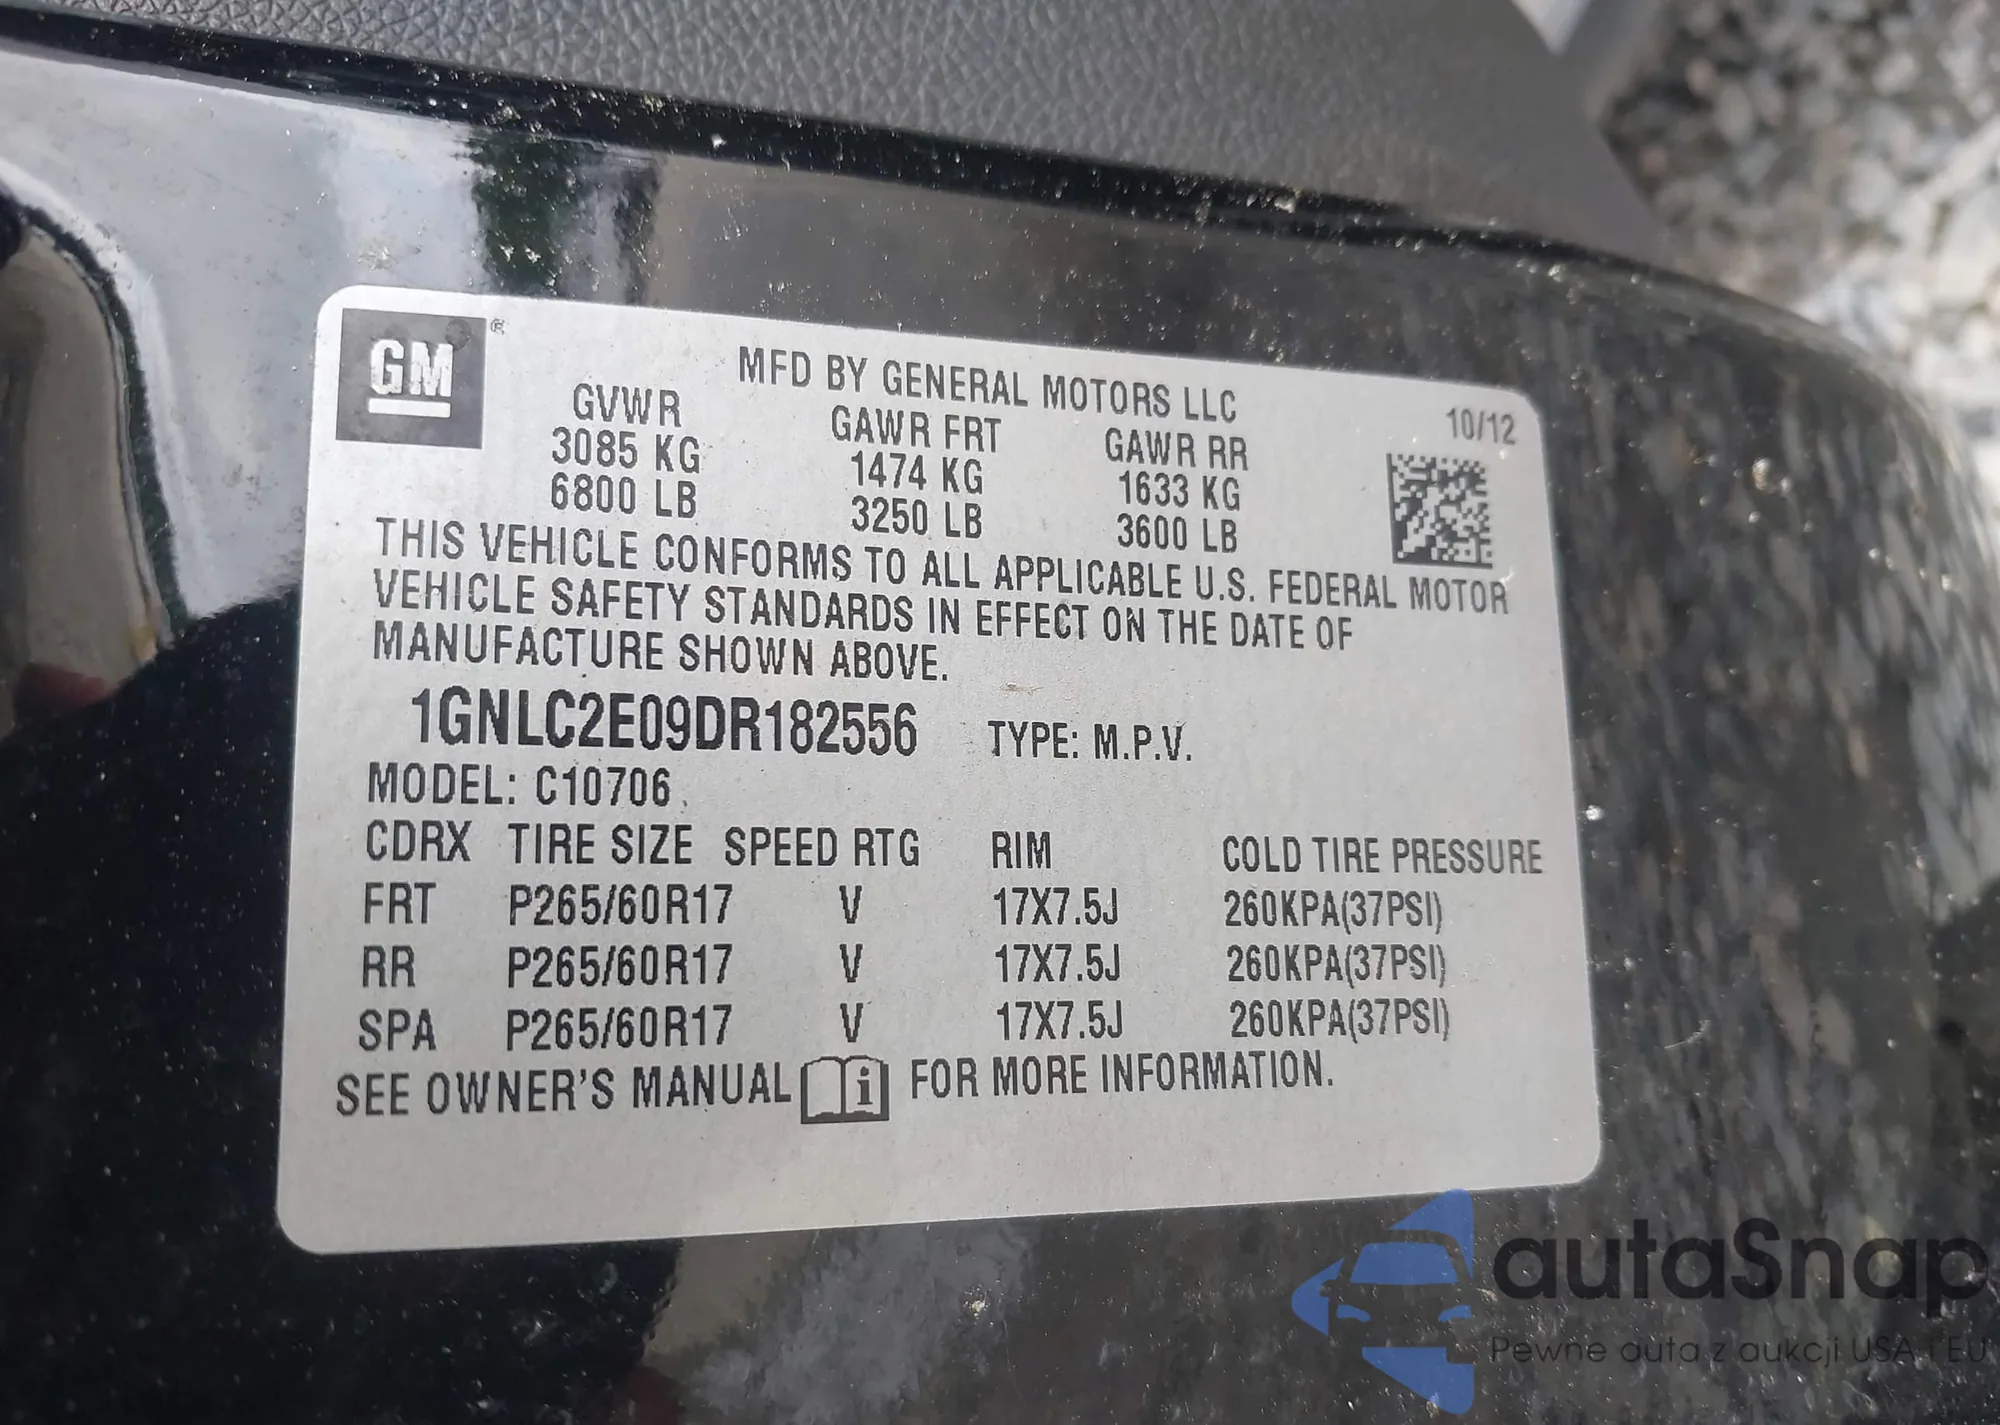 GM ®
MFD BY GENERAL MOTORS LLC
10/12
GVWR GAWR FRT GAWR RR
3085 KG 1474 KG 1633 KG
6800 LB 3250 LB 3600 LB
THIS VEHICLE CONFORMS TO ALL APPLICABLE U.S. FEDERAL MOTOR
VEHICLE SAFETY STANDARDS IN EFFECT ON THE DATE OF
MANUFACTURE SHOWN ABOVE.
1GNLC2E09DR182556 TYPE: M.P.V.
MODEL: C10706
CDRX TIRE SIZE SPEED RTG RIM COLD TIRE PRESSURE
FRT P265/60R17 V 17X7.5J 260KPA(37PSI)
RR P265/60R17 V 17X7.5J 260KPA(37PSI)
SPA P265/60R17 V 17X7.5J 260KPA(37PSI)
SEE OWNER'S MANUAL i FOR MORE INFORMATION.
autaSnap
Pewne auta z aukcji USA i EU